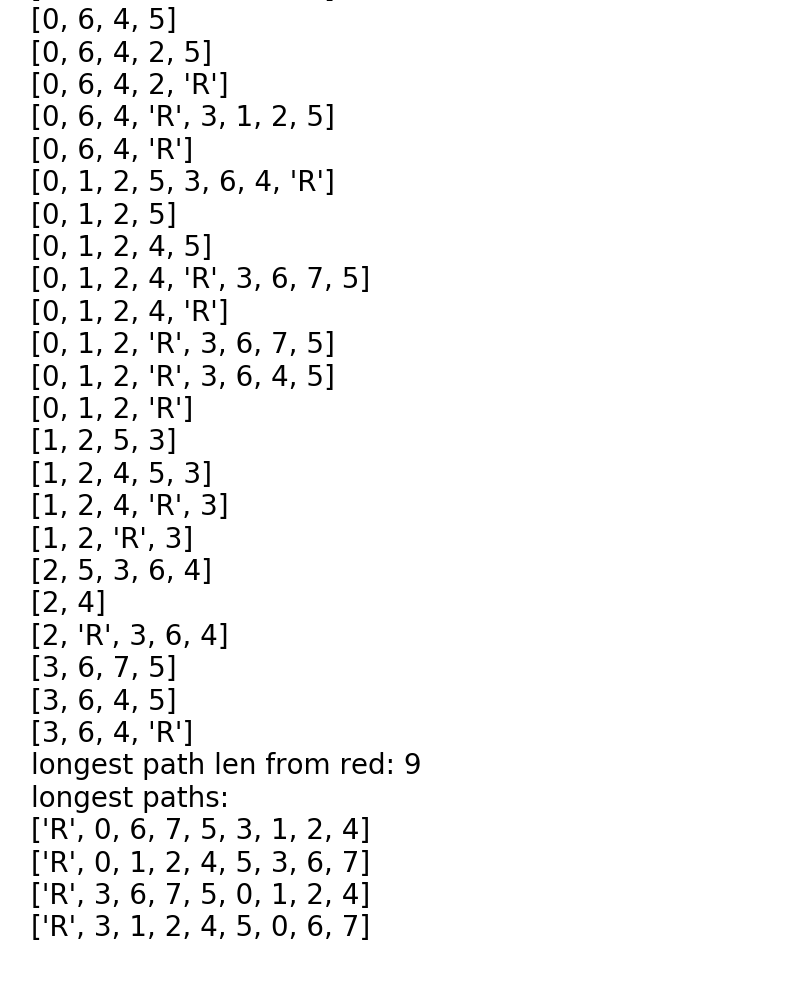 [0, 6, 4, 5]
[0, 6, 4, 2, 5]
[0, 6, 4, 2, 'R']
[0, 6, 4, 'R', 3, 1, 2, 5]
[0, 6, 4, 'R']
[0, 1, 2, 5, 3, 6, 4, 'R']
[0, 1, 2, 5]
[0, 1, 2, 4, 5]
[0, 1, 2, 4, 'R', 3, 6, 7, 5]
[0, 1, 2, 4, 'R']
[0, 1, 2, 'R', 3, 6, 7, 5]
[0, 1, 2, 'R', 3, 6, 4, 5]
[0, 1, 2, 'R']
[1, 2, 5, 3]
[1, 2, 4, 5, 3]
[1, 2, 4, 'R', 3]
[1, 2, 'R', 3]
[2, 5, 3, 6, 4]
[2, 4]
[2, 'R', 3, 6, 4]
[3, 6, 7, 5]
[3, 6, 4, 5]
[3, 6, 4, 'R']
longest path len from red: 9
longest paths:
['R', 0, 6, 7, 5, 3, 1, 2, 4]
['R', 0, 1, 2, 4, 5, 3, 6, 7]
['R', 3, 6, 7, 5, 0, 1, 2, 4]
['R', 3, 1, 2, 4, 5, 0, 6, 7]